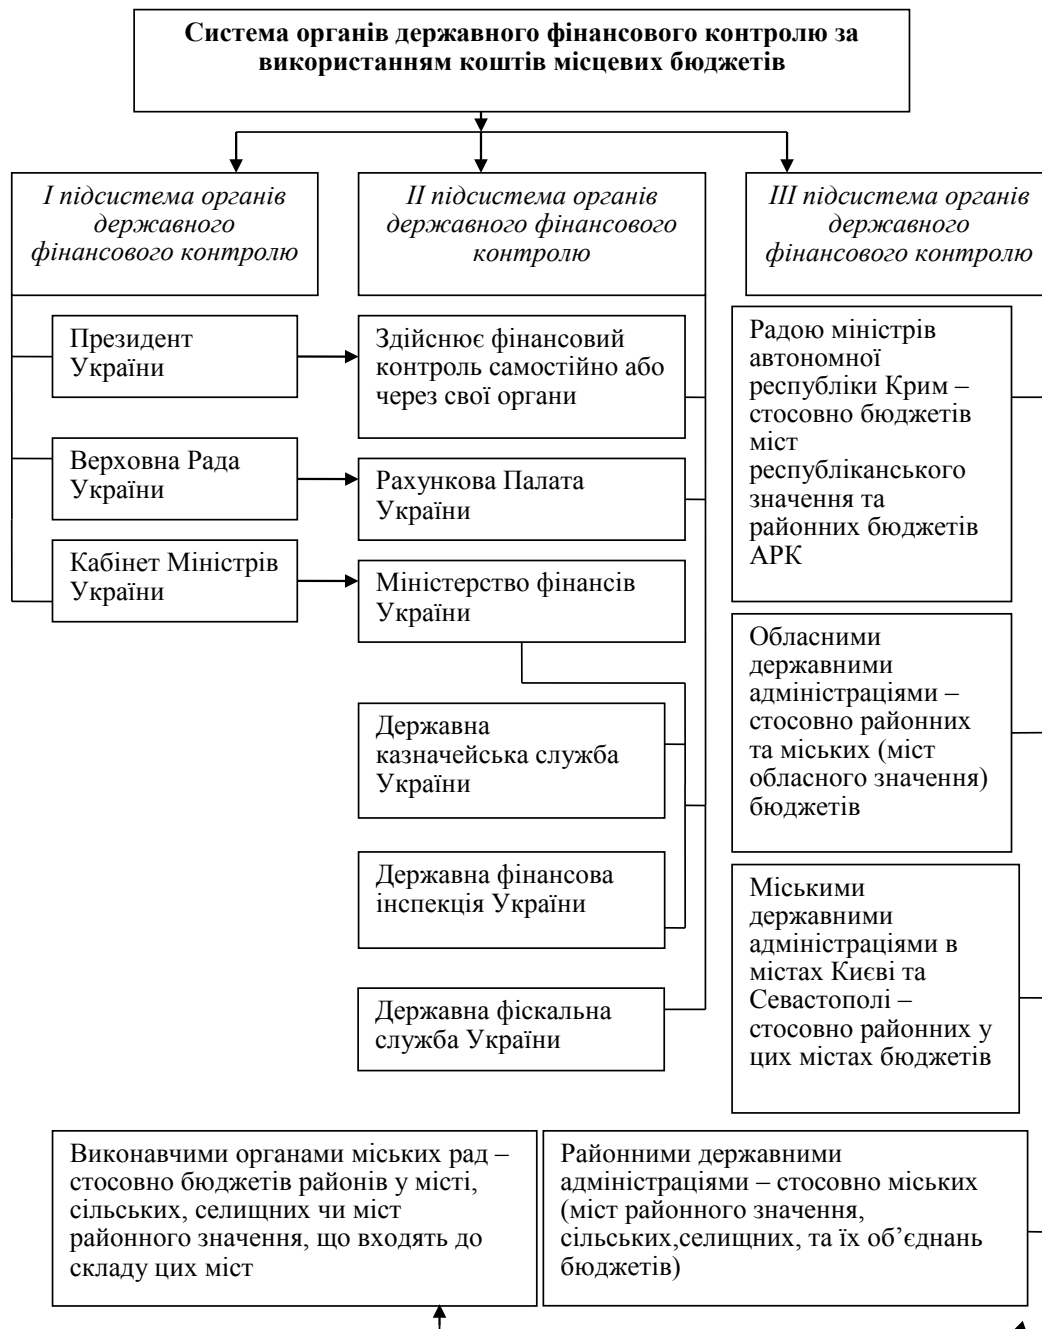 Система органів державного фінансового контролю за
використанням коштів місцевих бюджетів
І підсистема органів
державного
фінансового контролю
ІІ підсистема органів
державного фінансового
контролю
ІІІ підсистема органів
державного
фінансового контролю
Президент
України
Здійснює фінансовий
контроль самостійно або
через свої органи
Верховна Рада
України
Рахункова Палата
України
Кабінет Міністрів
України
Міністерство фінансів
України
Державна
казначейська служба
України
Державна фінансова
інспекція України
Державна фіскальна
служба України
Радою міністрів
автономної
республіки Крим –
стосовно бюджетів
міст
республіканського
значення та
районних бюджетів
АРК
Обласними
державними
адміністраціями –
стосовно районних
та міських (міст
обласного значення)
бюджетів
Міськими
державними
адміністраціями в
містах Києві та
Севастополі –
стосовно районних у
цих містах бюджетів
Виконавчими органами міських рад –
стосовно бюджетів районів у місті,
сільських, селищних чи міст
районного значення, що входять до
складу цих міст
Районними державними
адміністраціями – стосовно міських
(міст районного значення,
сільських,селищних, та їх об’єднань
бюджетів)